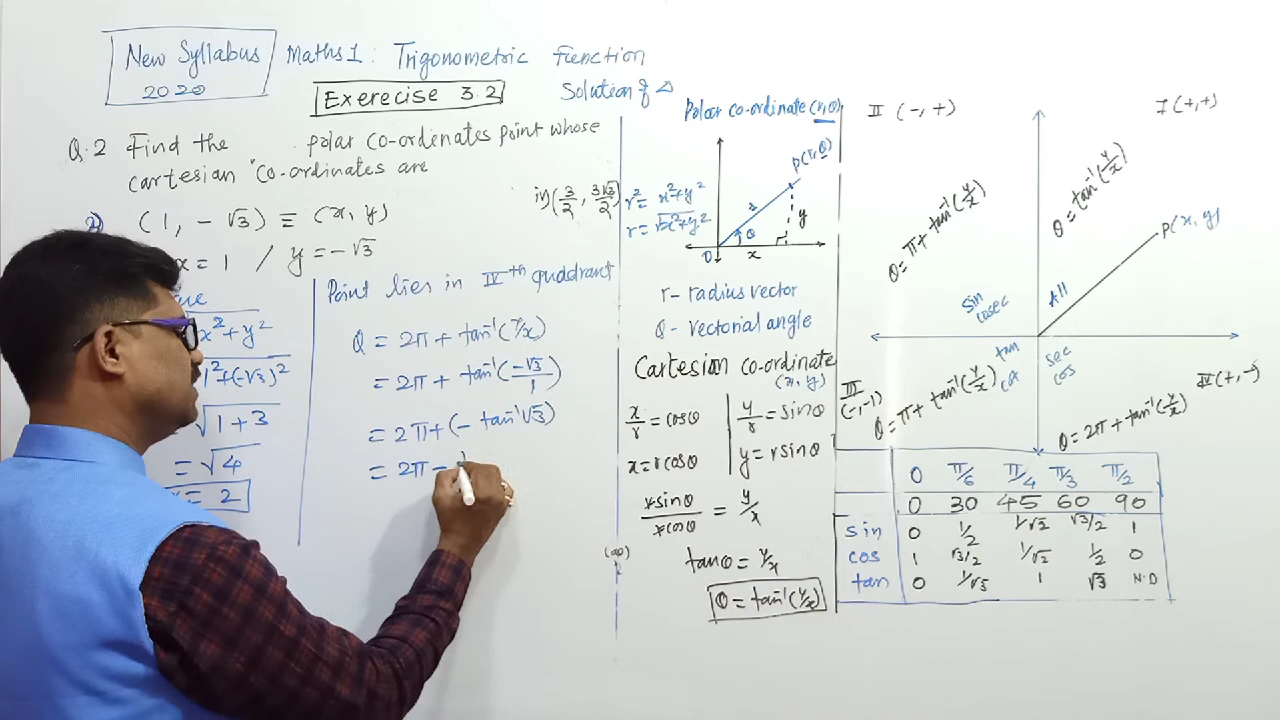 New Syllabus
2020
Maths 1 : Trigonometric Function
Exerecise 3.2
Solution of Δ
Q.2 Find the polar co-ordinates point whose
cartesian co-ordinates are
(1, - √3) ≡ (x, y)
x = 1 / y = -√3
iv) (3/2, 3√3/2)
x² + y²
1² + (-√3)²
√1 + 3
= √4
= 2
Point lies in IVth quadrant
θ = 2π + tan⁻¹(y/x)
= 2π + tan⁻¹(-√3/1)
= 2π + (- tan⁻¹√3)
= 2π -
Polar co-ordinate (r, θ)
P(r, θ)
r
y
θ
O
x
r² = x² + y²
r = √x² + y²
r - radius vector
θ - vectorial angle
Cartesian co-ordinate
(x, y)
x/r = cosθ
x = r cosθ
y/r = sinθ
y = r sinθ
r sinθ / r cosθ = y/x
tanθ = y/x
θ = tan⁻¹(y/x)
II (-, +)
I (+, +)
θ = π + tan⁻¹(y/x)
θ = tan⁻¹(y/x)
P(x, y)
sin
cosec
All
tan
cot
sec
cos
III
(-, -1)
θ = π + tan⁻¹(y/x)
IV (+, -)
θ = 2π + tan⁻¹(y/x)
0 π/6 π/4 π/3 π/2
0 30 45 60 90
sin 0 1/2 1/√2 √3/2 1
cos 1 √3/2 1/√2 1/2 0
tan 0 1/√3 1 √3 N.D